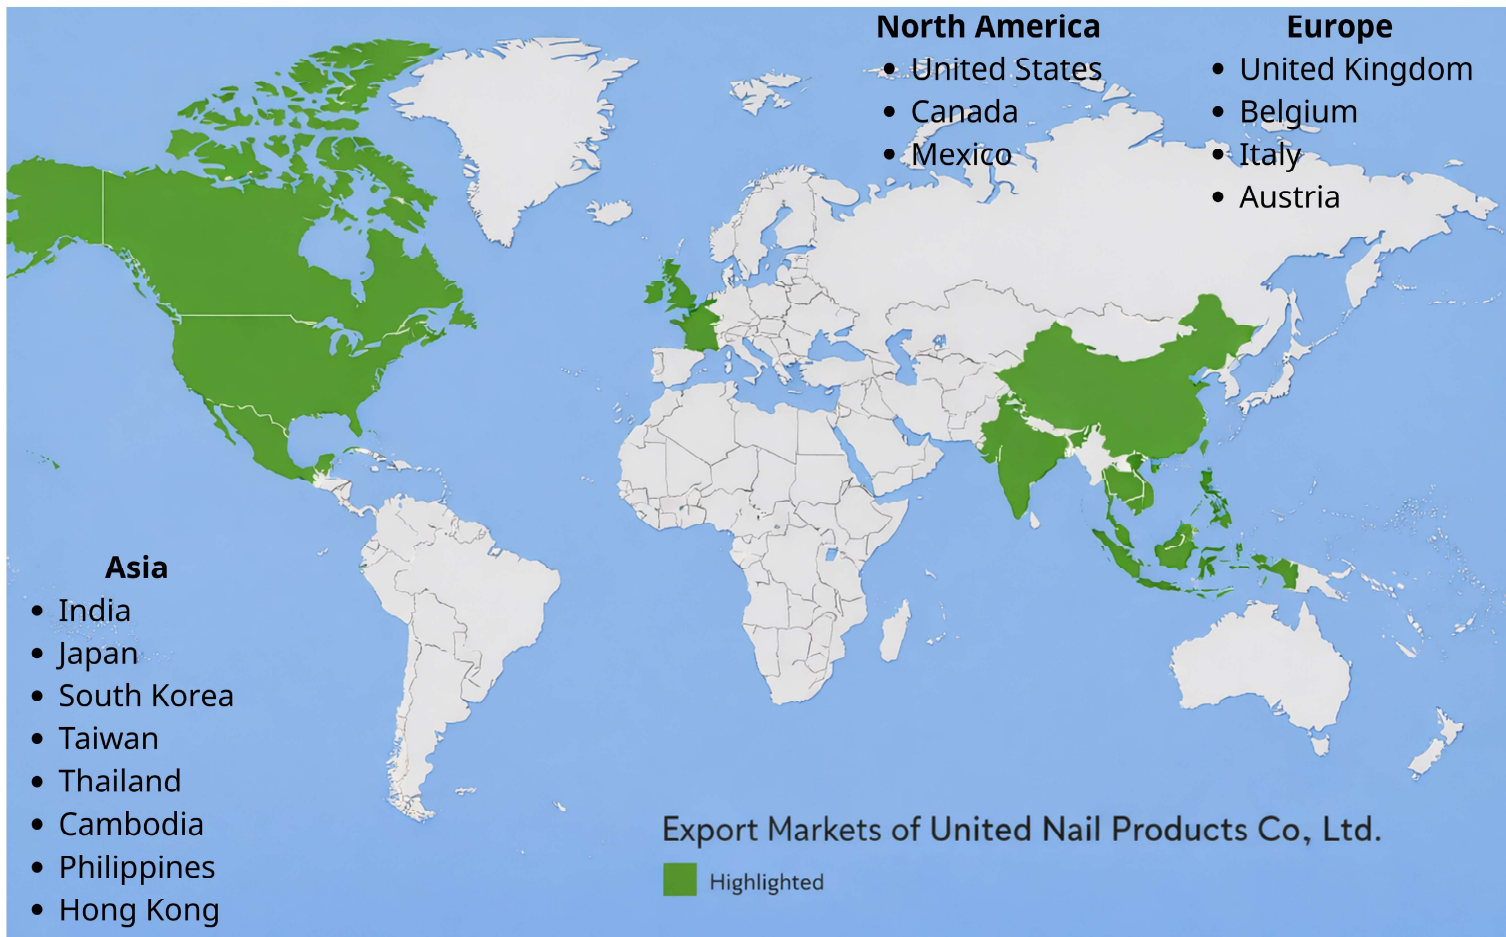 North America
• United States
• Canada
• Mexico
Europe
• United Kingdom
• Belgium
• Italy
• Austria
Asia
• India
• Japan
• South Korea
• Taiwan
• Thailand
• Cambodia
• Philippines
• Hong Kong
Export Markets of United Nail Products Co, Ltd.
Highlighted